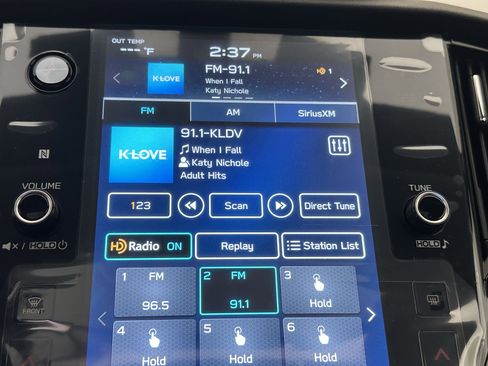 OUT TEMP
--- °F
2:37 PM
K-LOVE
FM-91.1
HD 1
When I Fall
Katy Nichole
FM
AM
SiriusXM
K-LOVE
91.1-KLDV
When I Fall
Katy Nichole
Adult Hits
VOLUME
TUNE
123
Scan
Direct Tune
× / HOLD
HOLD
HD Radio ON
Replay
Station List
1 FM
96.5
2 FM
91.1
3
Hold
FRONT
4
Hold
5
Hold
6
Hold